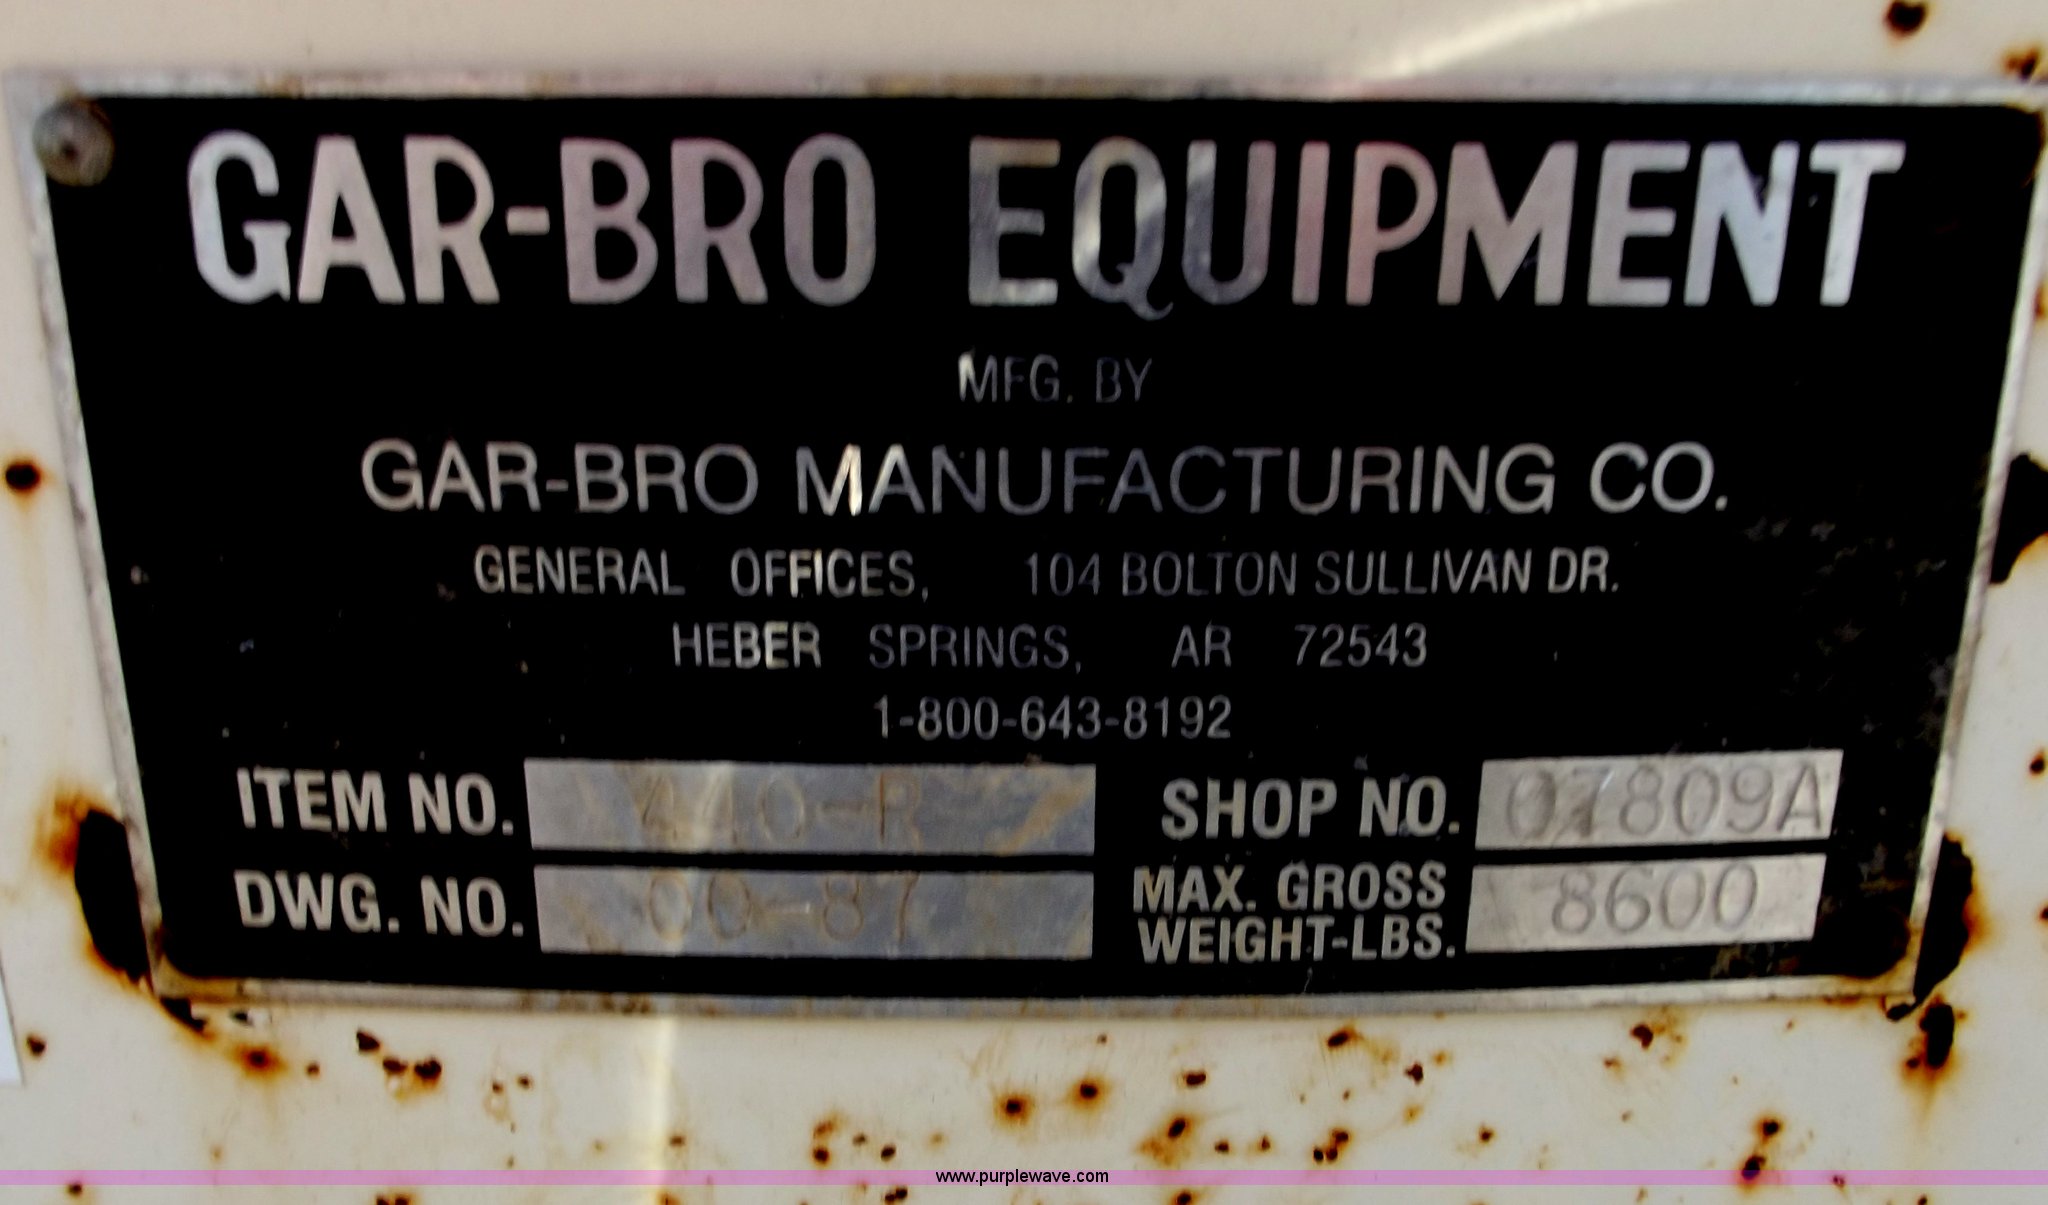 GAR-BRO EQUIPMENT
MFG. BY
GAR-BRO MANUFACTURING CO.
GENERAL OFFICES, 104 BOLTON SULLIVAN DR.
HEBER SPRINGS, AR 72543
1-800-643-8192
ITEM NO. 440-R SHOP NO. 07809A
DWG. NO. 00-87 MAX. GROSS WEIGHT-LBS. 8600
www.purplewave.com